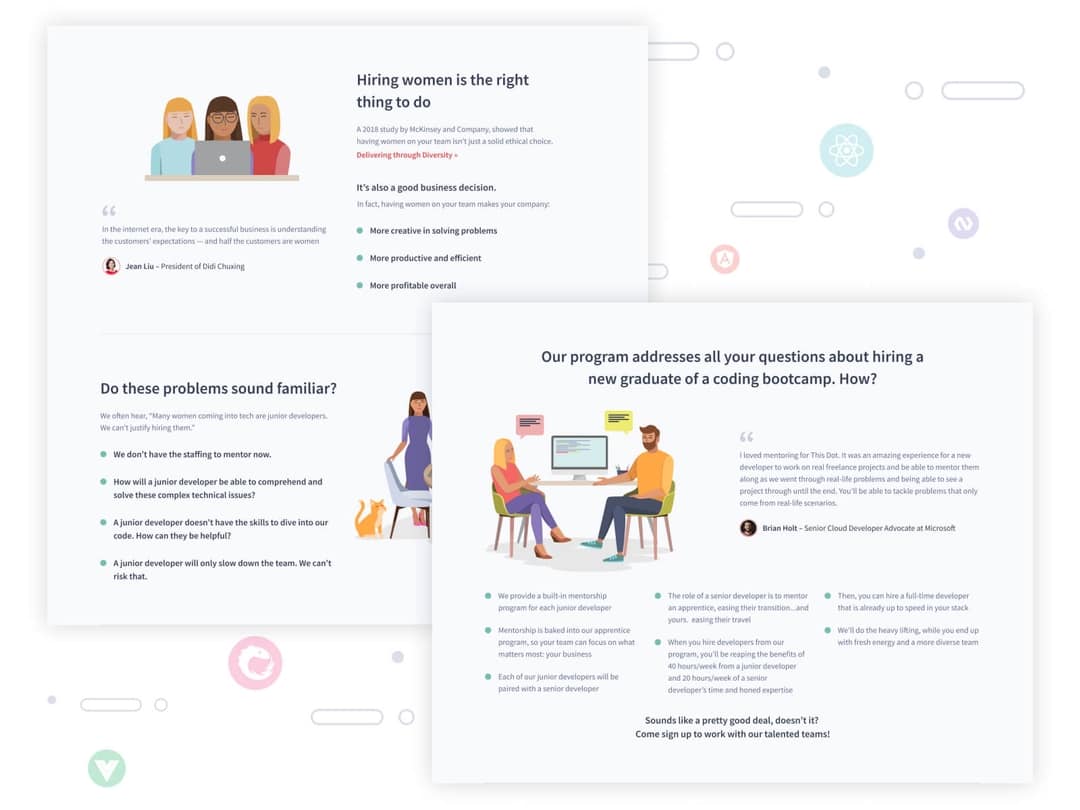 Hiring women is the right
thing to do
A 2018 study by McKinsey and Company, showed that
having women on your team isn't just a solid ethical choice.
Delivering through Diversity »
It's also a good business decision.
In fact, having women on your team makes your company:
More creative in solving problems
More productive and efficient
More profitable overall
“
In the internet era, the key to a successful business is understanding
the customers' expectations — and half the customers are women
Jean Liu – President of Didi Chuxing
Do these problems sound familiar?
We often hear, "Many women coming into tech are junior developers.
We can't justify hiring them."
We don't have the staffing to mentor now.
How will a junior developer be able to comprehend and
solve these complex technical issues?
A junior developer doesn't have the skills to dive into our
code. How can they be helpful?
A junior developer will only slow down the team. We can't
risk that.
Our program addresses all your questions about hiring a
new graduate of a coding bootcamp. How?
“
I loved mentoring for This Dot. It was an amazing experience for a new
developer to work on real freelance projects and be able to mentor them
along as we went through real-life problems and being able to see a
project through until the end. You'll be able to tackle problems that only
come from real-life scenarios.
Brian Holt – Senior Cloud Developer Advocate at Microsoft
We provide a built-in mentorship
program for each junior developer
Mentorship is baked into our apprentice
program, so your team can focus on what
matters most: your business
Each of our junior developers will be
paired with a senior developer
The role of a senior developer is to mentor
an apprentice, easing their transition...and
yours. easing their travel
When you hire developers from our
program, you'll be reaping the benefits of
40 hours/week from a junior developer
and 20 hours/week of a senior
developer's time and honed expertise
Then, you can hire a full-time developer
that is already up to speed in your stack
We'll do the heavy lifting, while you end up
with fresh energy and a more diverse team
Sounds like a pretty good deal, doesn't it?
Come sign up to work with our talented teams!
A